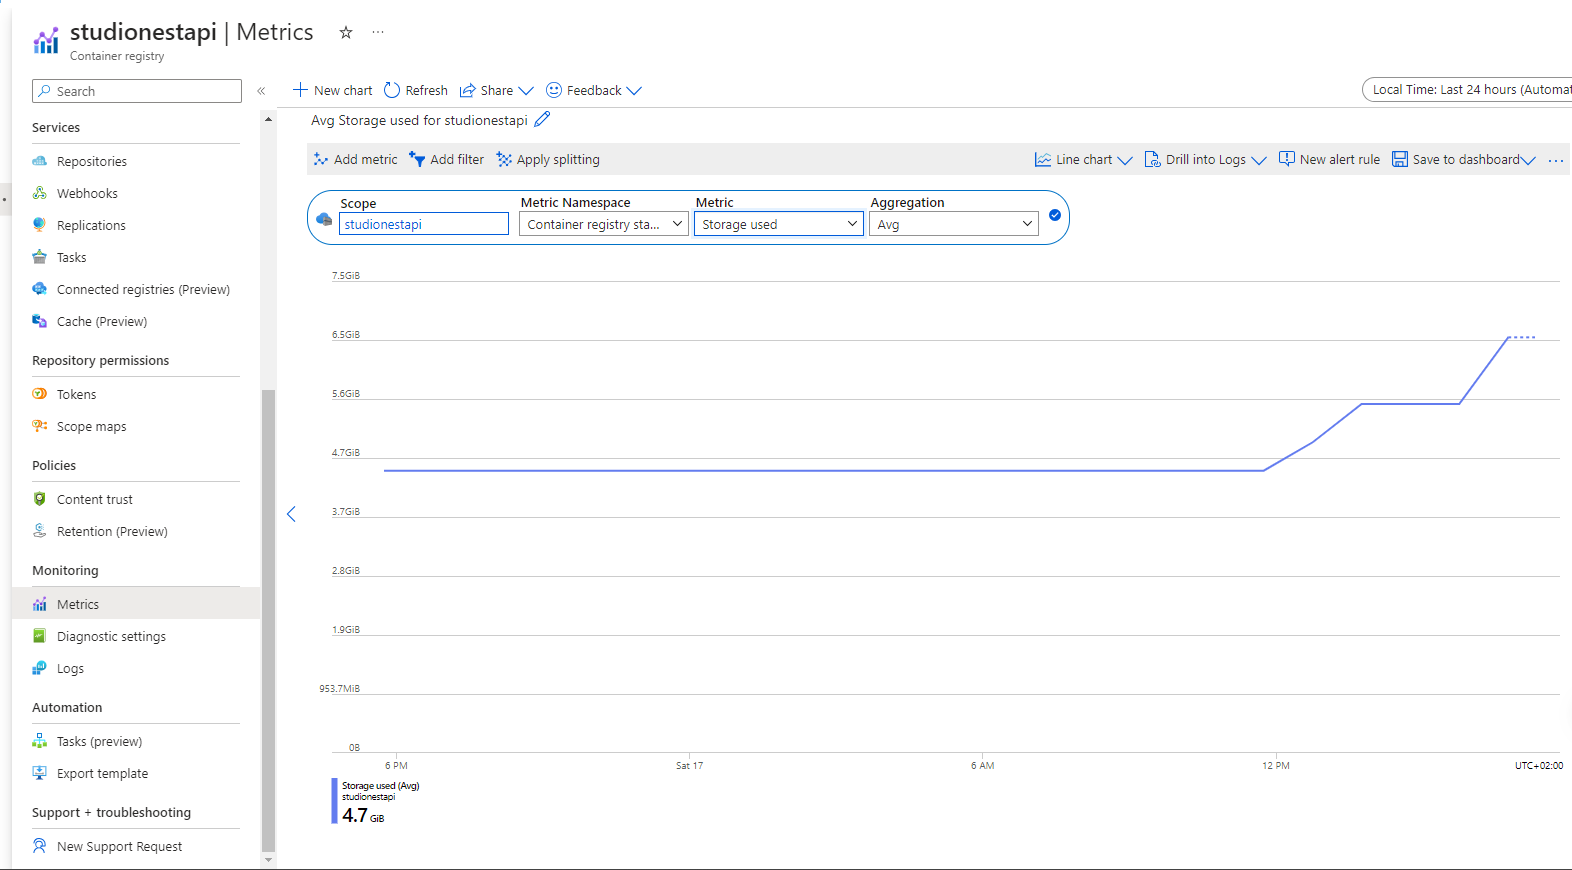 studionestapi | Metrics
Container registry
Search
Services
Repositories
Webhooks
Replications
Tasks
Connected registries (Preview)
Cache (Preview)
Repository permissions
Tokens
Scope maps
Policies
Content trust
Retention (Preview)
Monitoring
Metrics
Diagnostic settings
Logs
Automation
Tasks (preview)
Export template
Support + troubleshooting
New Support Request
New chart Refresh Share Feedback
Local Time: Last 24 hours (Automat
Avg Storage used for studionestapi
Add metric Add filter Apply splitting
Line chart Drill into Logs New alert rule Save to dashboard
Scope Metric Namespace Metric Aggregation
studionestapi Container registry sta... Storage used Avg
7.5GiB
6.5GiB
5.6GiB
4.7GiB
3.7GiB
2.8GiB
1.9GiB
953.7MiB
0B
6 PM Sat 17 6 AM 12 PM UTC+02:00
Storage used (Avg)
studionestapi
4.7 GiB